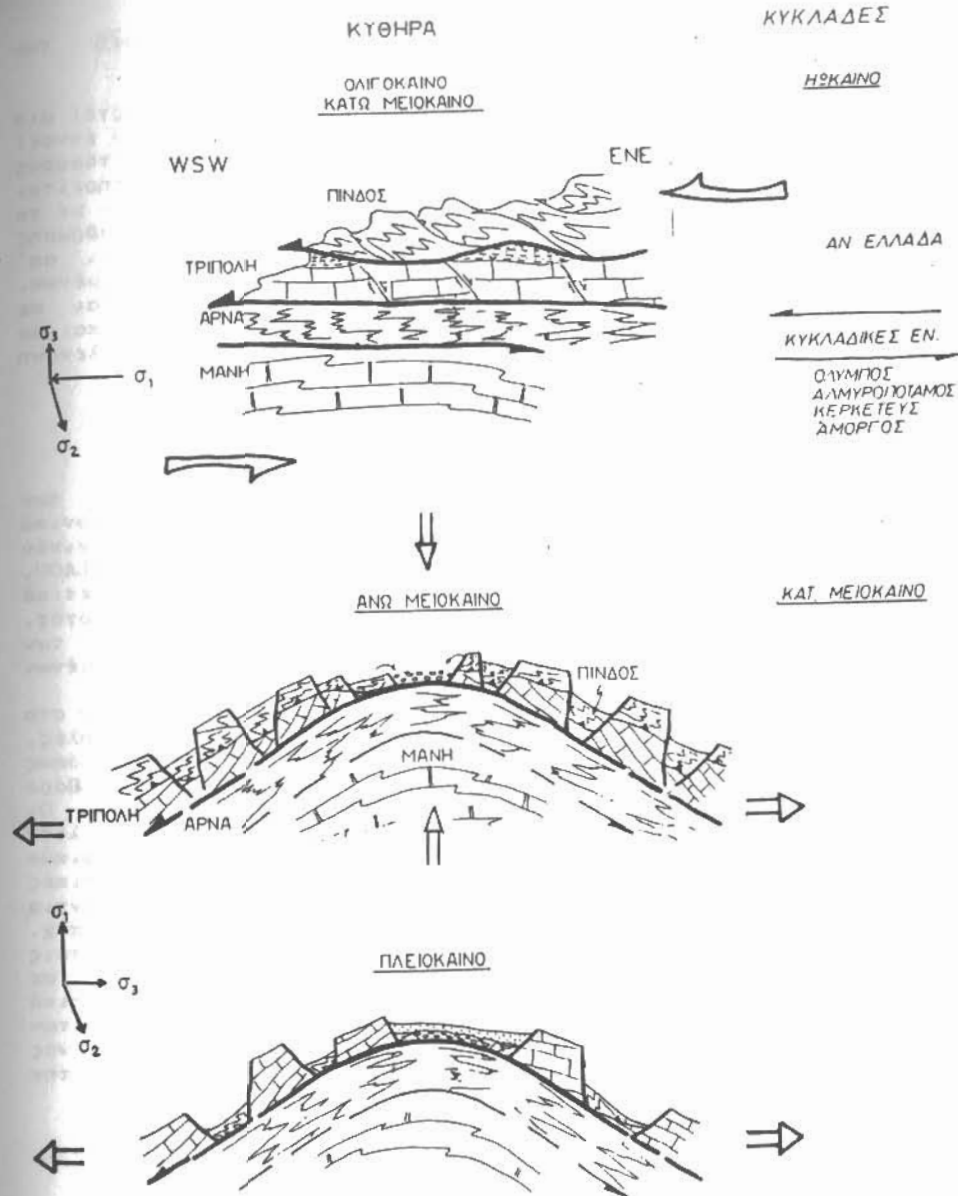 ΚΥΘΗΡΑ
ΚΥΚΛΑΔΕΣ
ΟΛΙΓΟΚΑΙΝΟ
ΚΑΤΩ ΜΕΙΟΚΑΙΝΟ
ΗΩΚΑΙΝΟ
WSW
ENE
ΠΙΝΔΟΣ
ΤΡΙΠΟΛΗ
ΑΝ ΕΛΛΑΔΑ
ΑΡΝΑ
ΚΥΚΛΑΔΙΚΕΣ ΕΝ.
ΜΑΝΗ
ΟΛΥΜΠΟΣ
ΑΛΜΥΡΟΠΟΤΑΜΟΣ
ΚΕΡΚΕΤΕΥΣ
ΑΜΟΡΓΟΣ
σ3
σ1
σ2
ΑΝΩ ΜΕΙΟΚΑΙΝΟ
ΚΑΤ. ΜΕΙΟΚΑΙΝΟ
ΠΙΝΔΟΣ
ΜΑΝΗ
ΤΡΙΠΟΛΗ
ΑΡΝΑ
σ1
σ3
σ2
ΠΛΕΙΟΚΑΙΝΟ